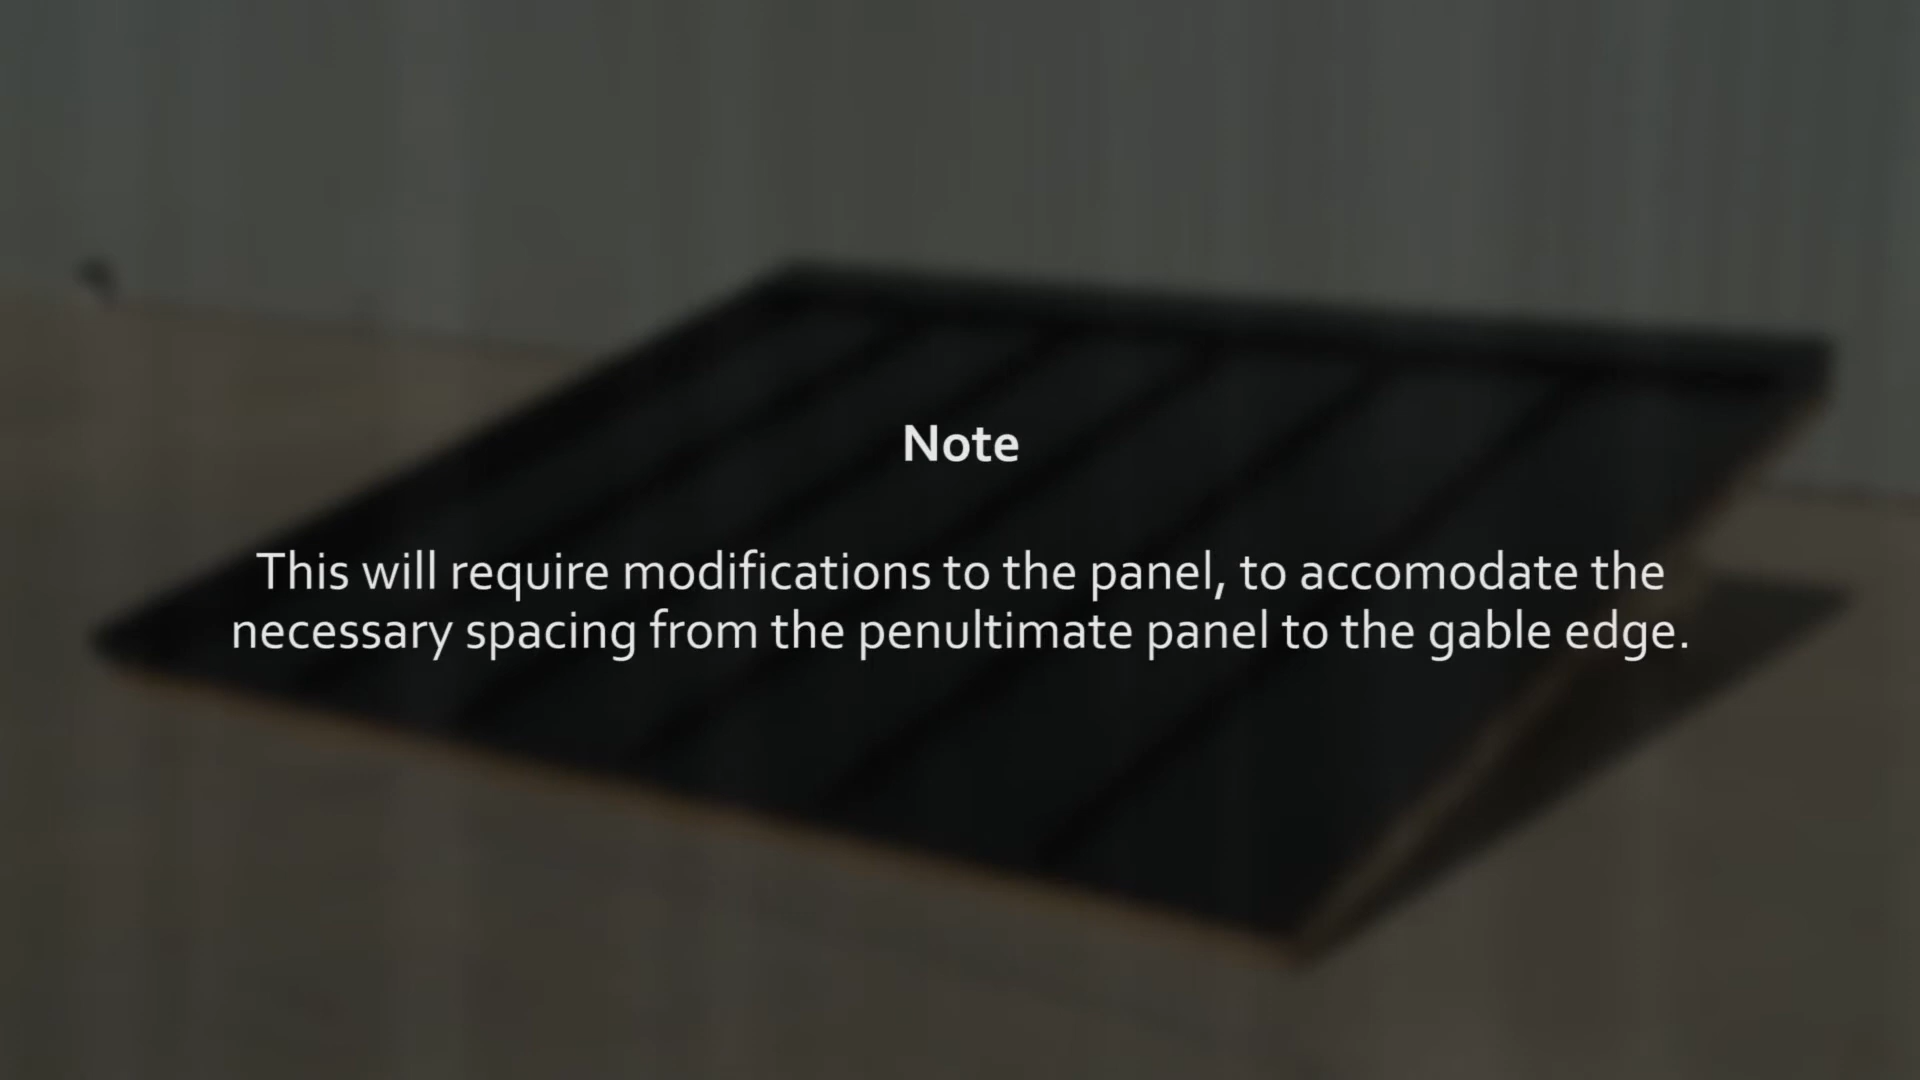 Note
This will require modifications to the panel, to accomodate the
necessary spacing from the penultimate panel to the gable edge.